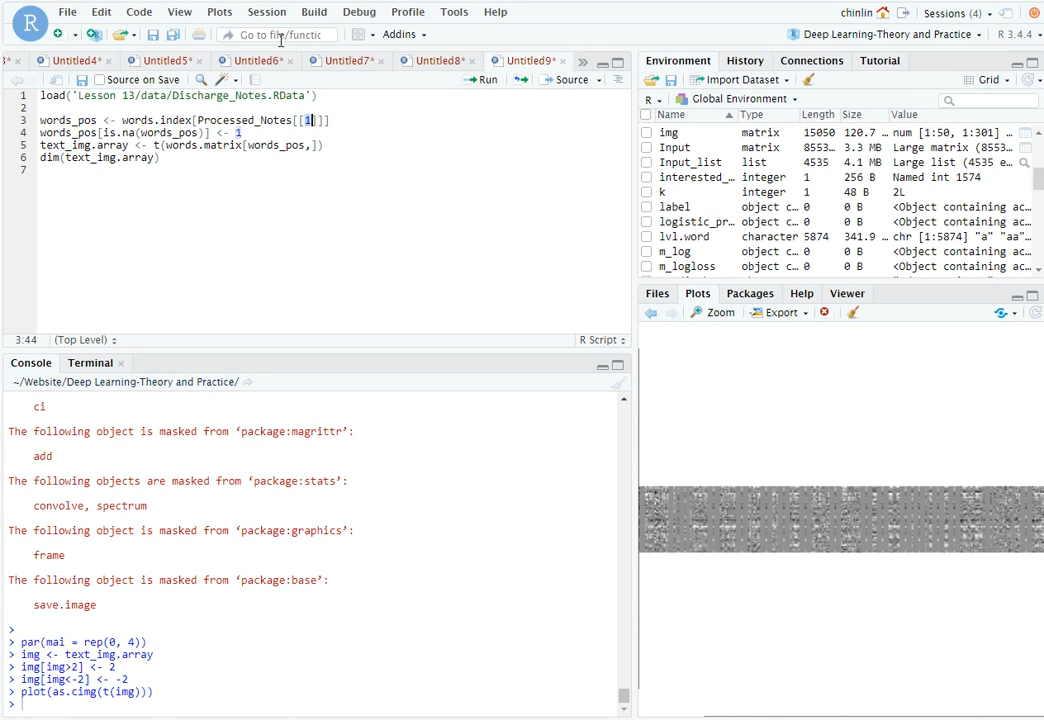 File Edit Code View Plots Session Build Debug Profile Tools Help
chinlin Sessions (4)
R
Go to file/functic Addins
Deep Learning-Theory and Practice R 3.4.4
3* Untitled4* Untitled5* Untitled6* Untitled7* Untitled8* Untitled9*
Source on Save Run Source
1 load('Lesson 13/data/Discharge_Notes.RData')
2
3 words_pos <- words.index[Processed_Notes[[1]]]
4 words_pos[is.na(words_pos)] <- 1
5 text_img.array <- t(words.matrix[words_pos,])
6 dim(text_img.array)
7
3:44 (Top Level) R Script
Console Terminal
~/Website/Deep Learning-Theory and Practice/
ci
The following object is masked from ‘package:magrittr’:
add
The following objects are masked from ‘package:stats’:
convolve, spectrum
The following object is masked from ‘package:graphics’:
frame
The following object is masked from ‘package:base’:
save.image
>
> par(mai = rep(0, 4))
> img <- text_img.array
> img[img>2] <- 2
> img[img<-2] <- -2
> plot(as.cimg(t(img)))
>
Environment History Connections Tutorial
Import Dataset Grid
R Global Environment
Name Type Length Size Value
img matrix 15050 120.7 … num [1:50, 1:301] …
Input matrix 8553… 3.3 MB Large matrix (8553…
Input_list list 4535 4.1 MB Large list (4535 e…
interested_… integer 1 256 B Named int 1574
k integer 1 48 B 2L
label object c… 0 0 B <Object containing ac…
logistic_pr… object c… 0 0 B <Object containing ac…
lvl.word character 5874 341.9 … chr [1:5874] "a" "aa"…
m_log object c… 0 0 B <Object containing ac…
m_logloss object c… 0 0 B <Object containing ac…
Files Plots Packages Help Viewer
Zoom Export